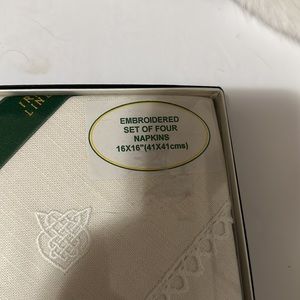 EMBROIDERED
SET OF FOUR
NAPKINS
16X16"(41X41cms)